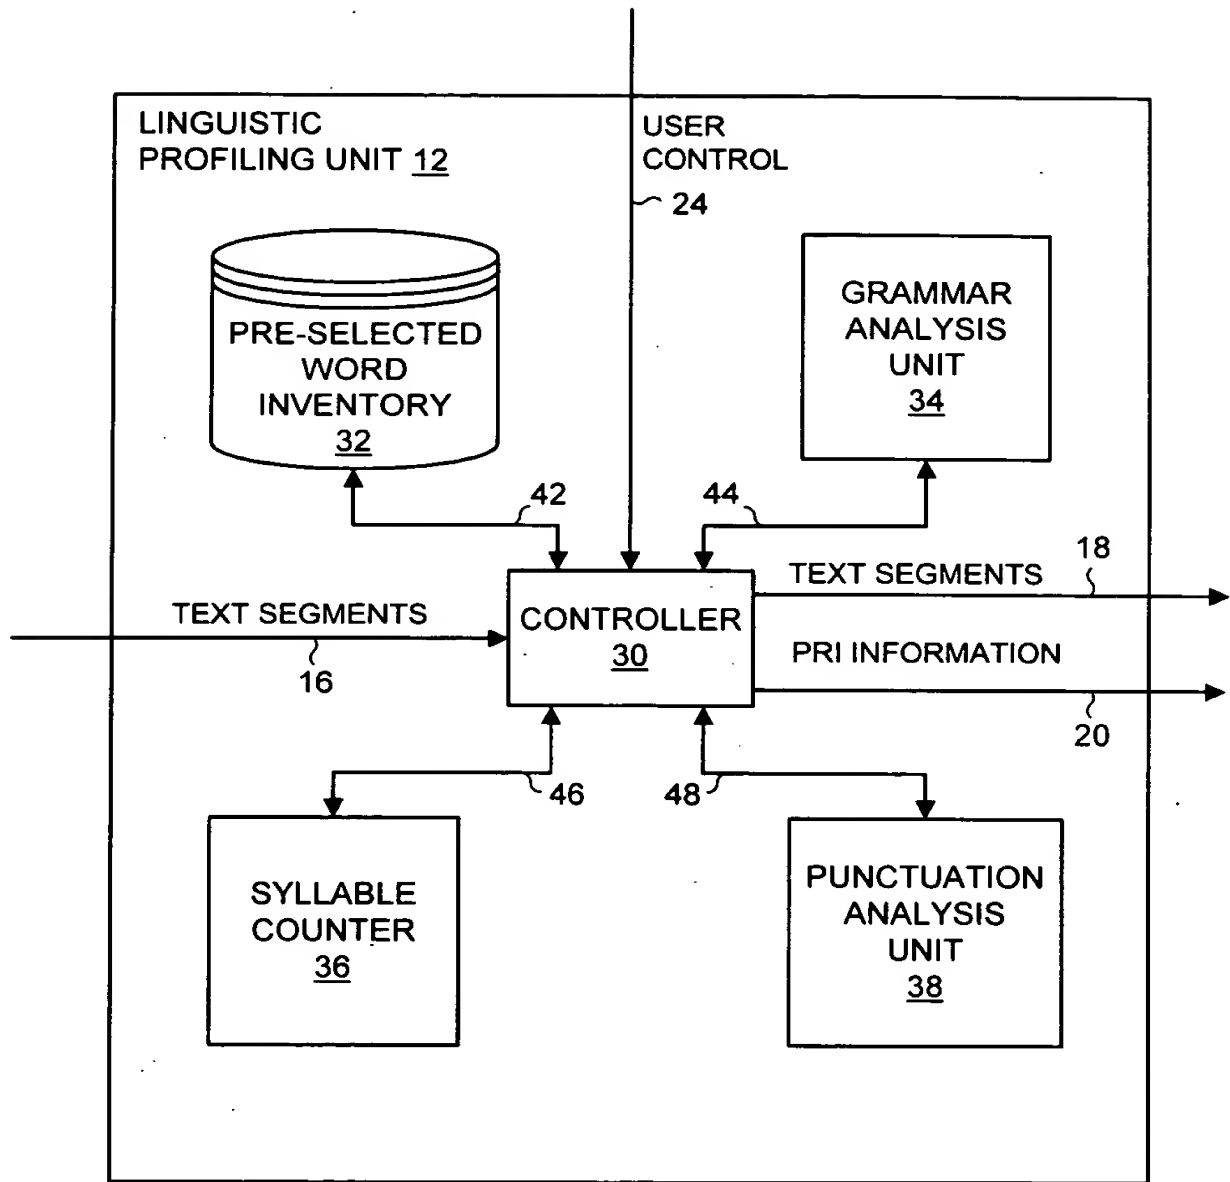 LINGUISTIC
PROFILING UNIT 12
USER
CONTROL
24
PRE-SELECTED
WORD
INVENTORY
32
GRAMMAR
ANALYSIS
UNIT
34
42
44
TEXT SEGMENTS
16
CONTROLLER
30
TEXT SEGMENTS
18
PRI INFORMATION
20
46
48
SYLLABLE
COUNTER
36
PUNCTUATION
ANALYSIS
UNIT
38